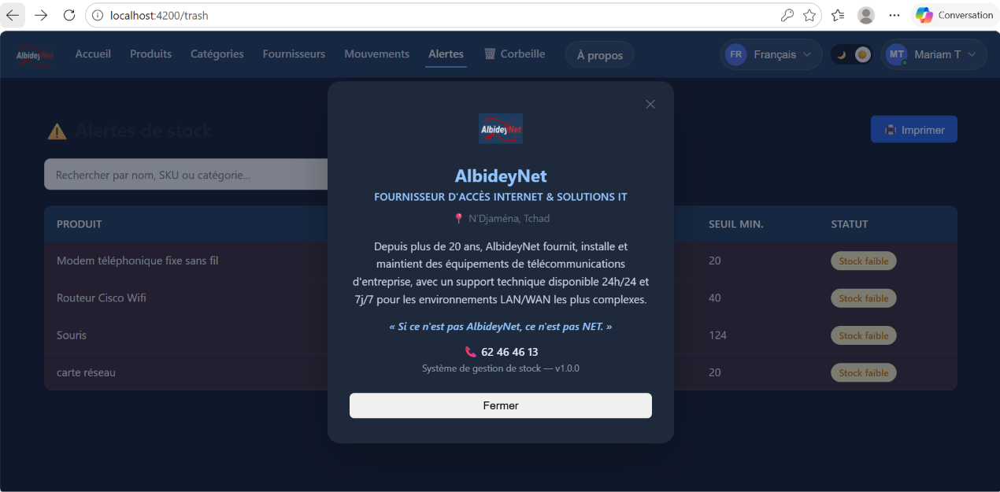 localhost:4200/trash
Conversation
AlbideyNet
Accueil
Produits
Catégories
Fournisseurs
Mouvements
Alertes
Corbeille
À propos
FR
Français
MT
Mariam T
Alertes de stock
Imprimer
Rechercher par nom, SKU ou catégorie...
AlbideyNet
AlbideyNet
FOURNISSEUR D'ACCÈS INTERNET & SOLUTIONS IT
N'Djaména, Tchad
Depuis plus de 20 ans, AlbideyNet fournit, installe et
maintient des équipements de télécommunications
d'entreprise, avec un support technique disponible 24h/24 et
7j/7 pour les environnements LAN/WAN les plus complexes.
« Si ce n'est pas AlbideyNet, ce n'est pas NET. »
62 46 46 13
Système de gestion de stock — v1.0.0
Fermer
PRODUIT
SEUIL MIN.
STATUT
Modem téléphonique fixe sans fil
20
Stock faible
Routeur Cisco Wifi
40
Stock faible
Souris
124
Stock faible
carte réseau
20
Stock faible